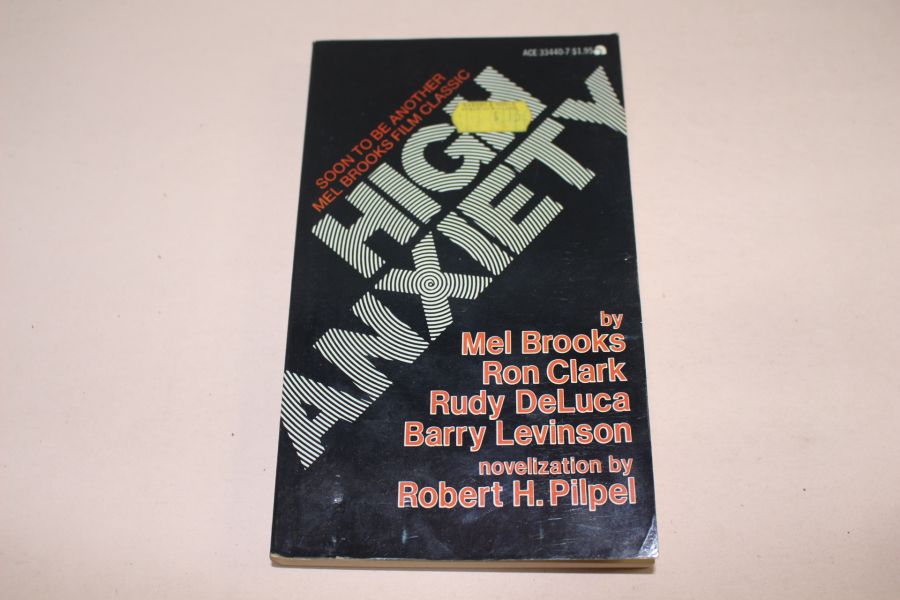 ACE 33440-7 $1.95
SOON TO BE ANOTHER
MEL BROOKS FILM CLASSIC
HIGH
ANXIETY
by
Mel Brooks
Ron Clark
Rudy DeLuca
Barry Levinson
novelization by
Robert H. Pilpel